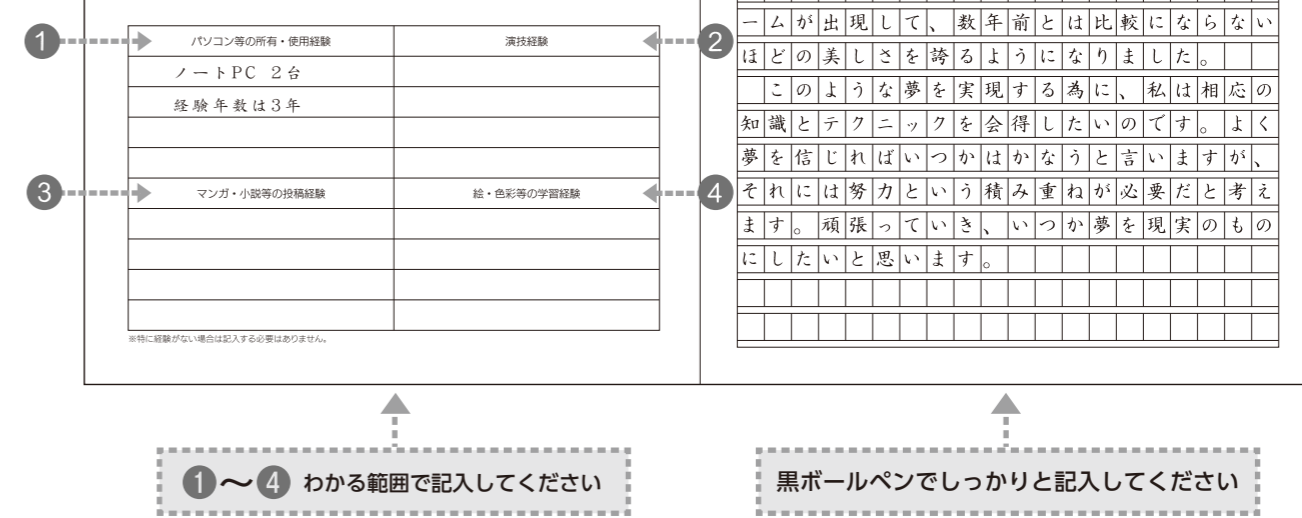 1
パソコン等の所有・使用経験
演技経験
2
ノートPC 2台
経験年数は3年
3
マンガ・小説等の投稿経験
絵・色彩等の学習経験
4
※特に経験がない場合は記入する必要はありません。
ームが出現して、数年前とは比較にならない
ほどの美しさを誇るようになりました。
このような夢を実現する為に、私は相応の
知識とテクニックを会得したいのです。よく
夢を信じればいつかはかなうと言いますが、
それには努力という積み重ねが必要だと考え
ます。頑張っていき、いつか夢を現実のもの
にしたいと思います。
1〜4 わかる範囲で記入してください
黒ボールペンでしっかりと記入してください